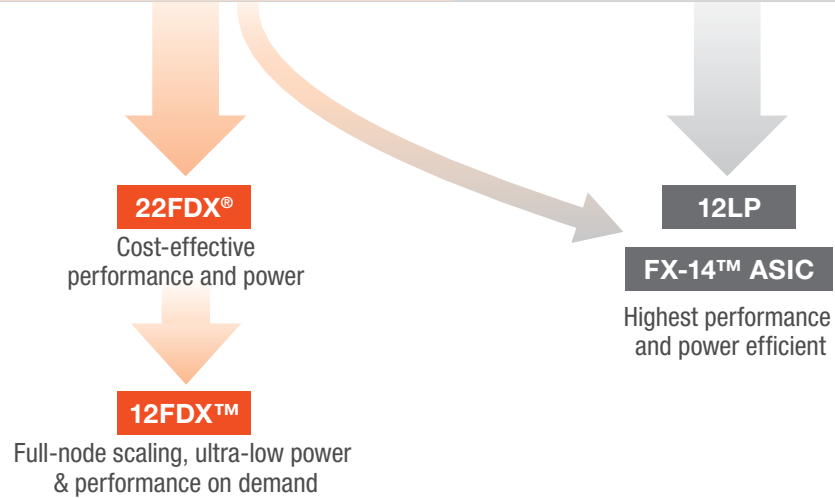 22FDX®
Cost-effective
performance and power
12FDX™
Full-node scaling, ultra-low power
& performance on demand
12LP
FX-14™ ASIC
Highest performance
and power efficient